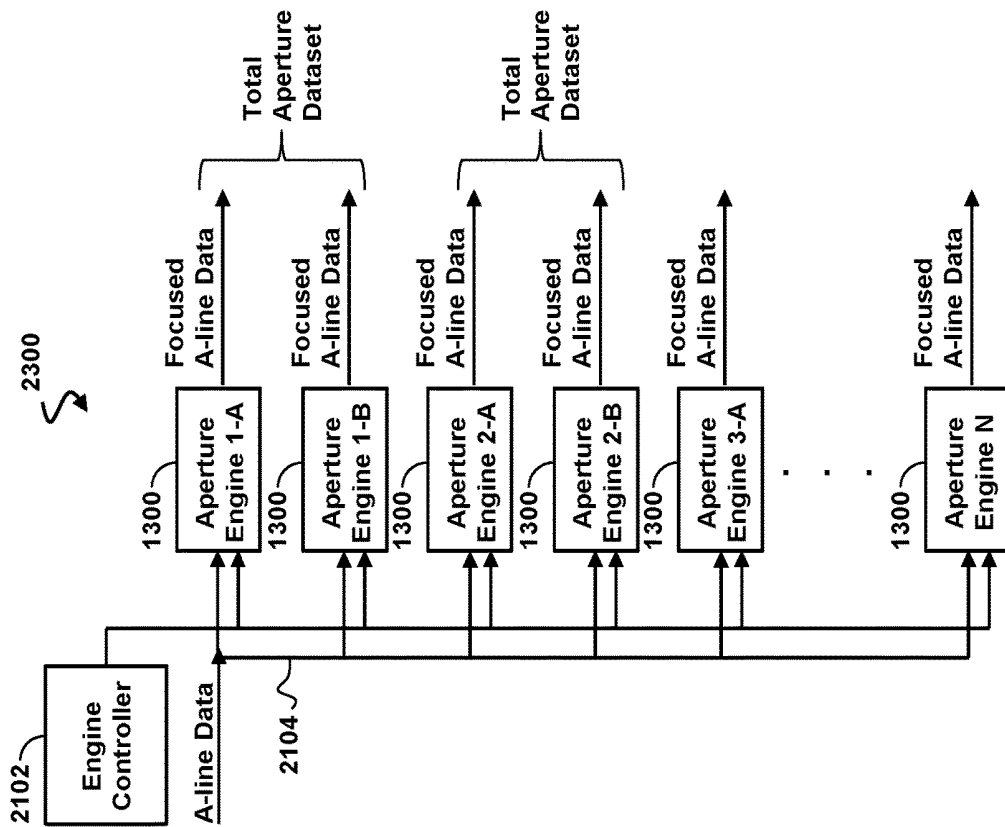 2300
2102
Engine
Controller
A-line Data
2104
1300
Aperture
Engine 1-A
Focused
A-line Data
1300
Aperture
Engine 1-B
Focused
A-line Data
Total
Aperture
Dataset
1300
Aperture
Engine 2-A
Focused
A-line Data
1300
Aperture
Engine 2-B
Focused
A-line Data
Total
Aperture
Dataset
1300
Aperture
Engine 3-A
Focused
A-line Data
. . .
1300
Aperture
Engine N
Focused
A-line Data